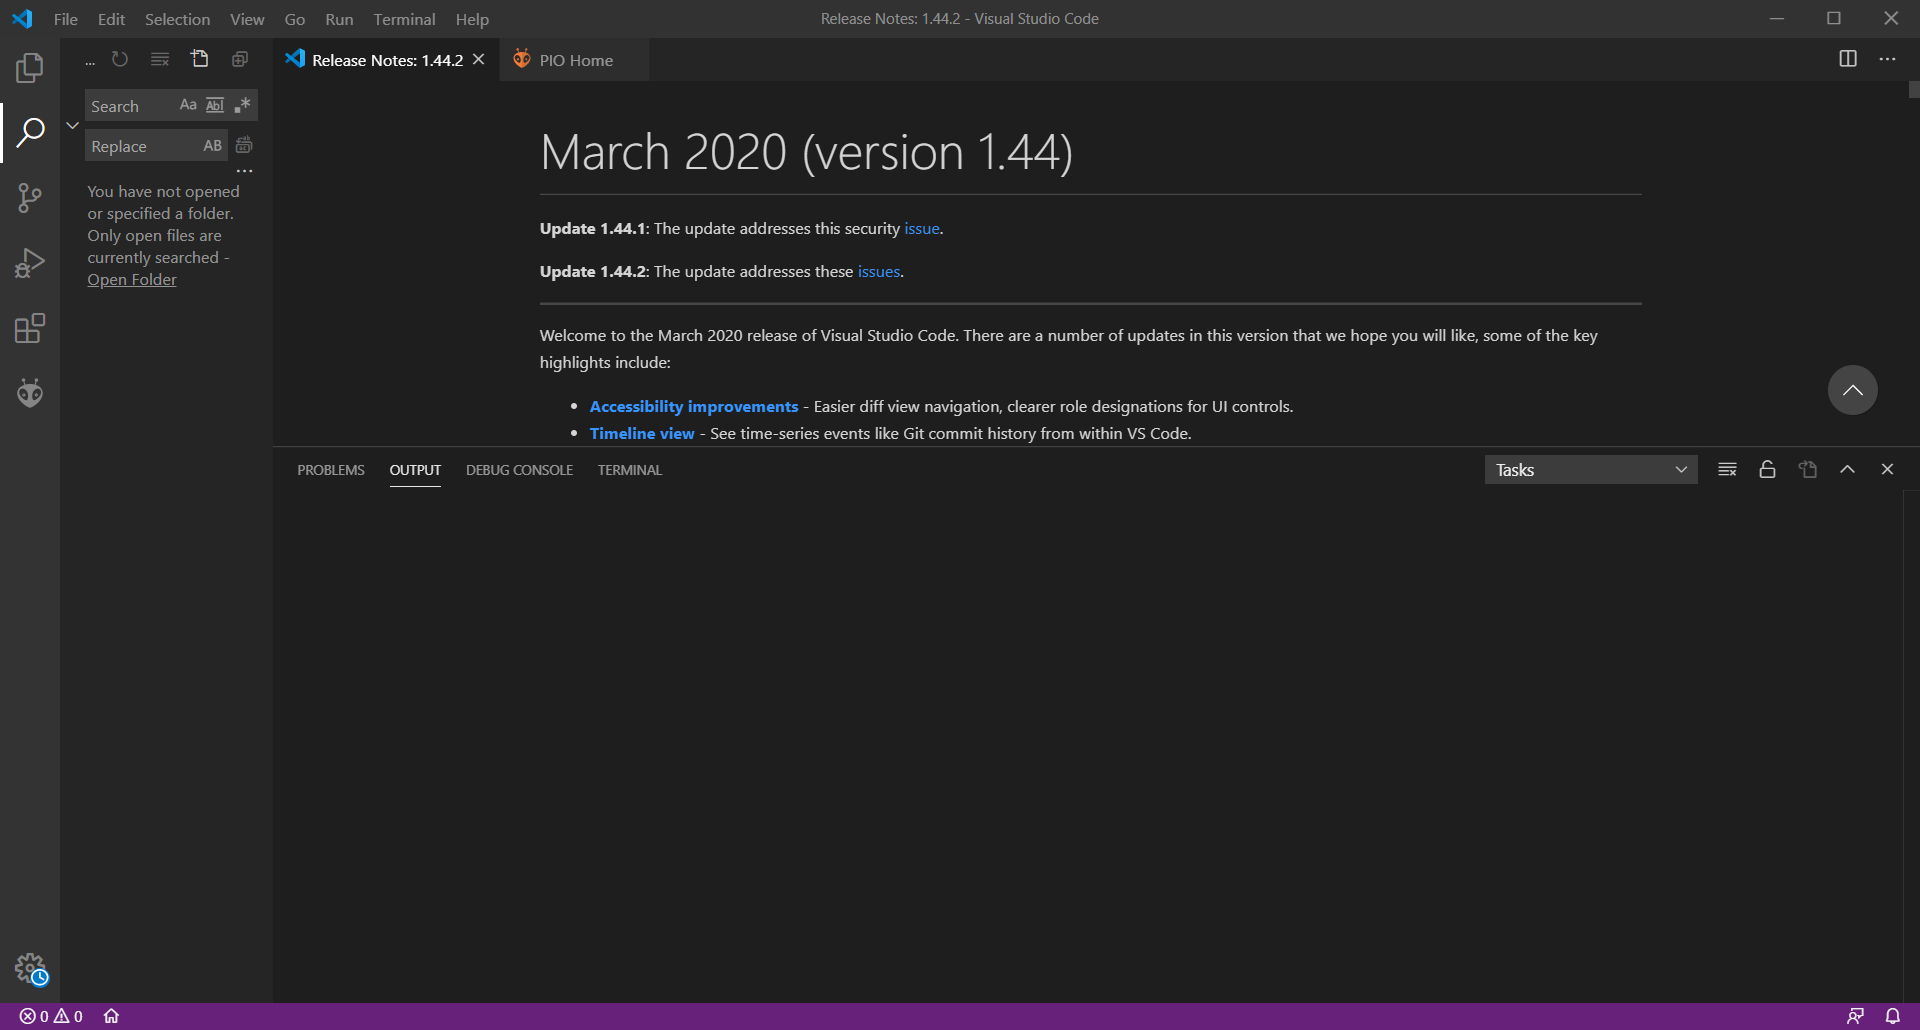 File Edit Selection View Go Run Terminal Help
Release Notes: 1.44.2 - Visual Studio Code
...
Release Notes: 1.44.2
PIO Home
Search Aa Abl .*
Replace AB
You have not opened
or specified a folder.
Only open files are
currently searched -
Open Folder
March 2020 (version 1.44)
Update 1.44.1: The update addresses this security issue.
Update 1.44.2: The update addresses these issues.
Welcome to the March 2020 release of Visual Studio Code. There are a number of updates in this version that we hope you will like, some of the key
highlights include:
• Accessibility improvements - Easier diff view navigation, clearer role designations for UI controls.
• Timeline view - See time-series events like Git commit history from within VS Code.
PROBLEMS OUTPUT DEBUG CONSOLE TERMINAL
Tasks
0 0